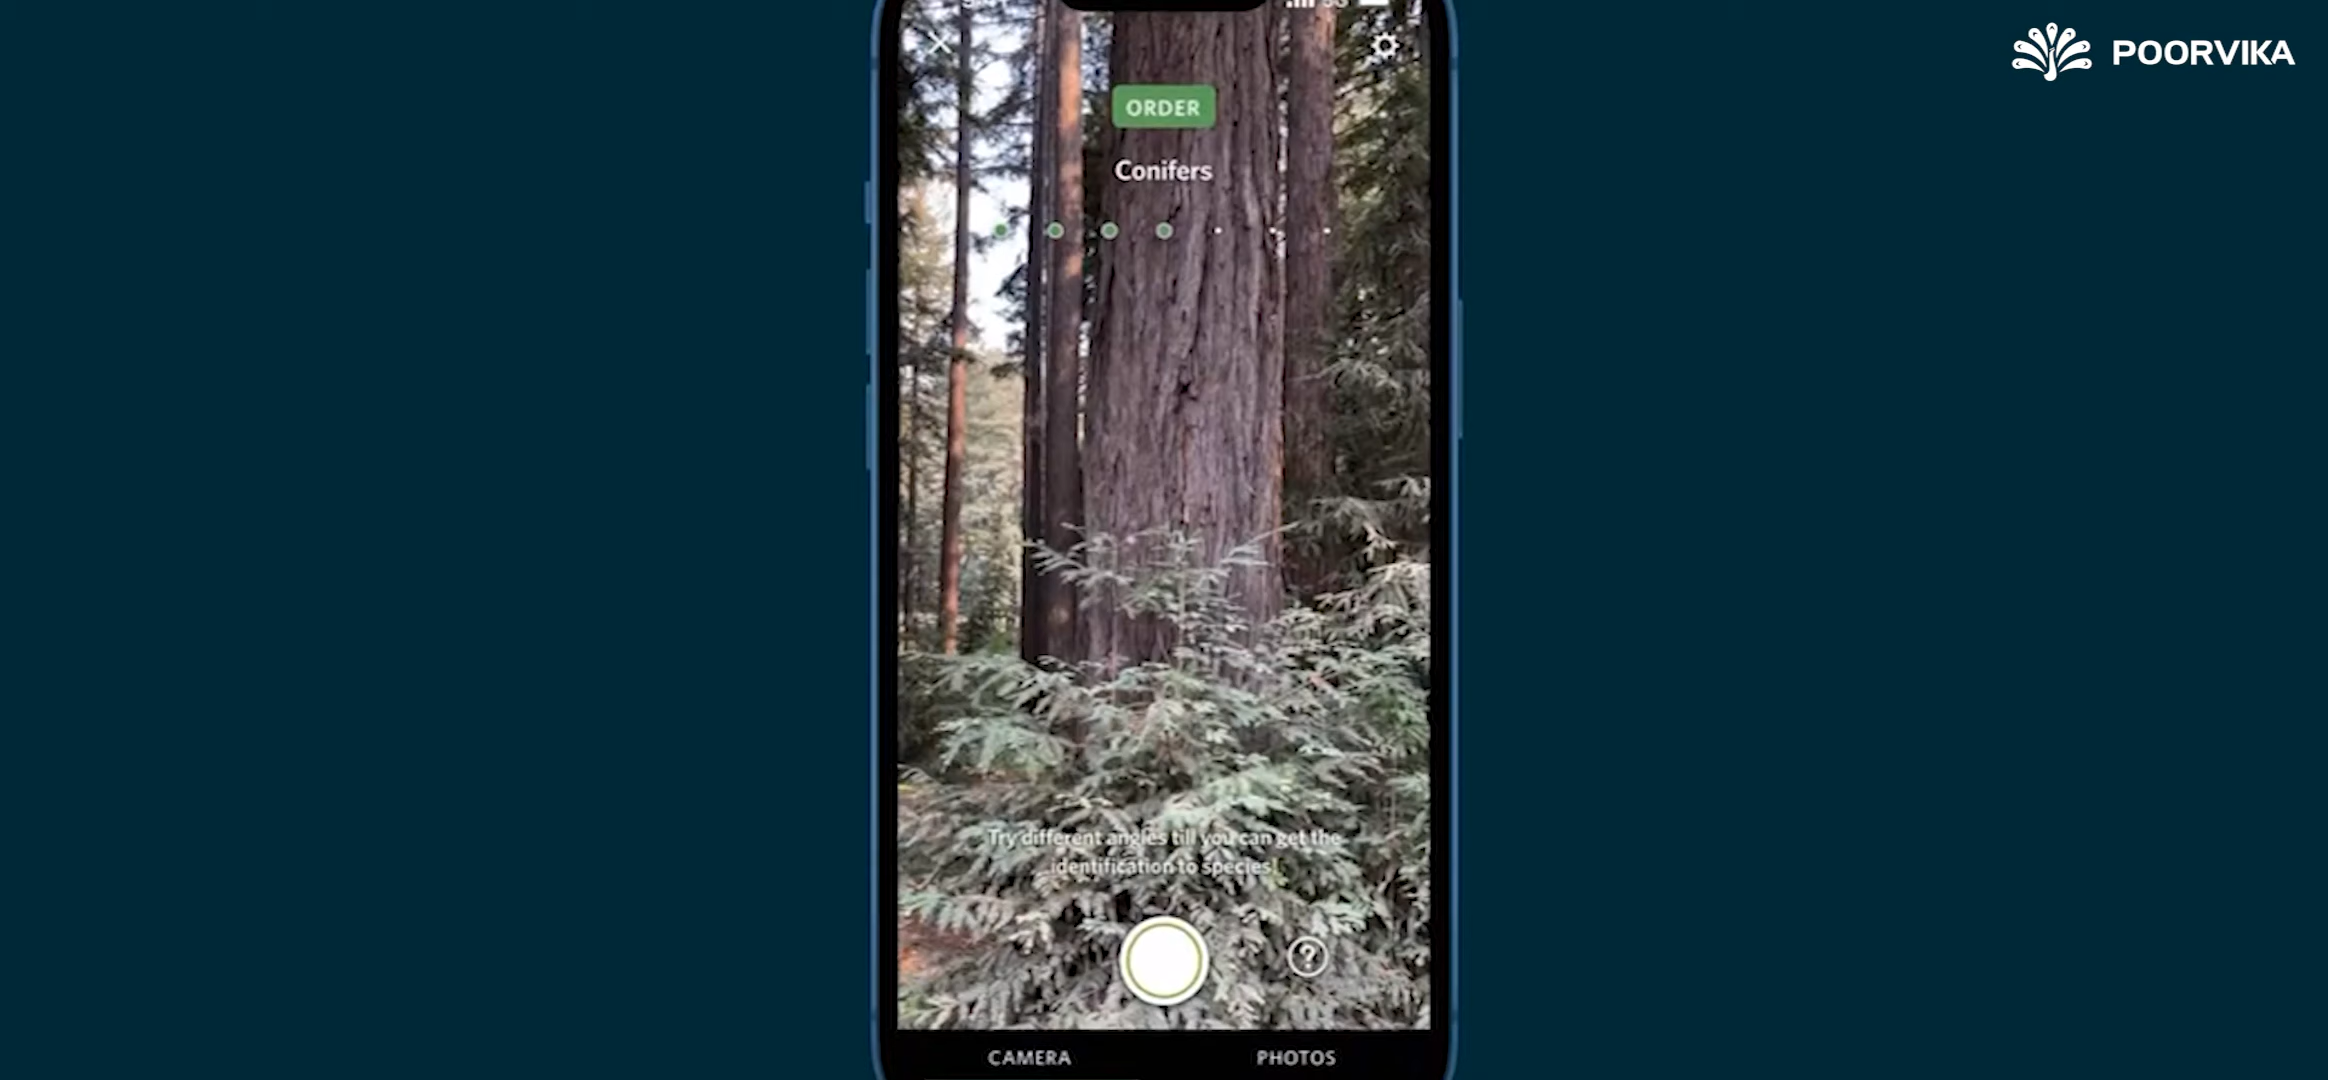 POORVIKA
ORDER
Conifers
Try different angles till you can get the
identification to species!
?
CAMERA
PHOTOS